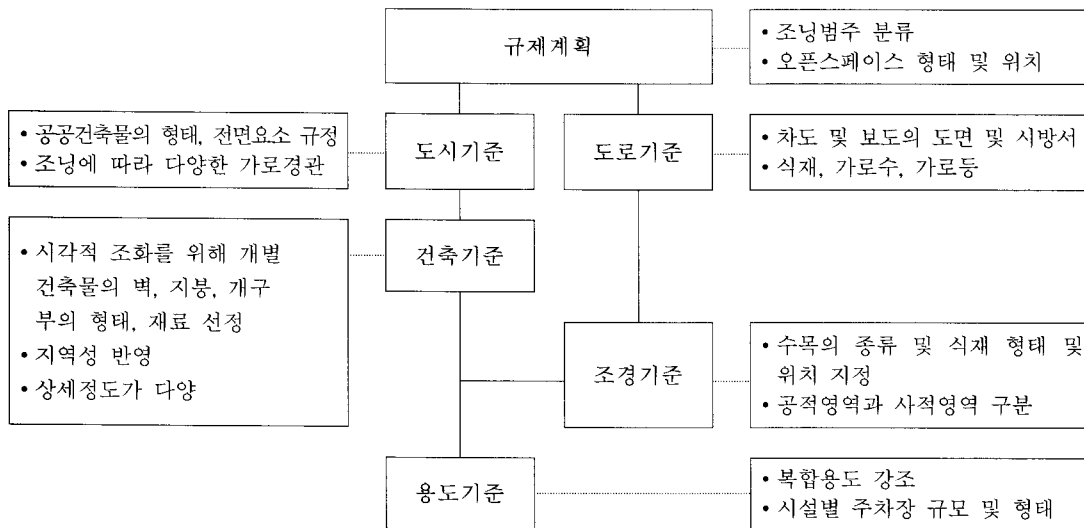 규제계획
• 조닝범주 분류
• 오픈스페이스 형태 및 위치
• 공공건축물의 형태, 전면요소 규정
• 조닝에 따라 다양한 가로경관
도시기준
도로기준
• 차도 및 보도의 도면 및 시방서
• 식재, 가로수, 가로등
• 시각적 조화를 위해 개별
건축물의 벽, 지붕, 개구
부의 형태, 재료 선정
• 지역성 반영
• 상세정도가 다양
건축기준
조경기준
• 수목의 종류 및 식재 형태 및
위치 지정
• 공적영역과 사적영역 구분
용도기준
• 복합용도 강조
• 시설별 주차장 규모 및 형태